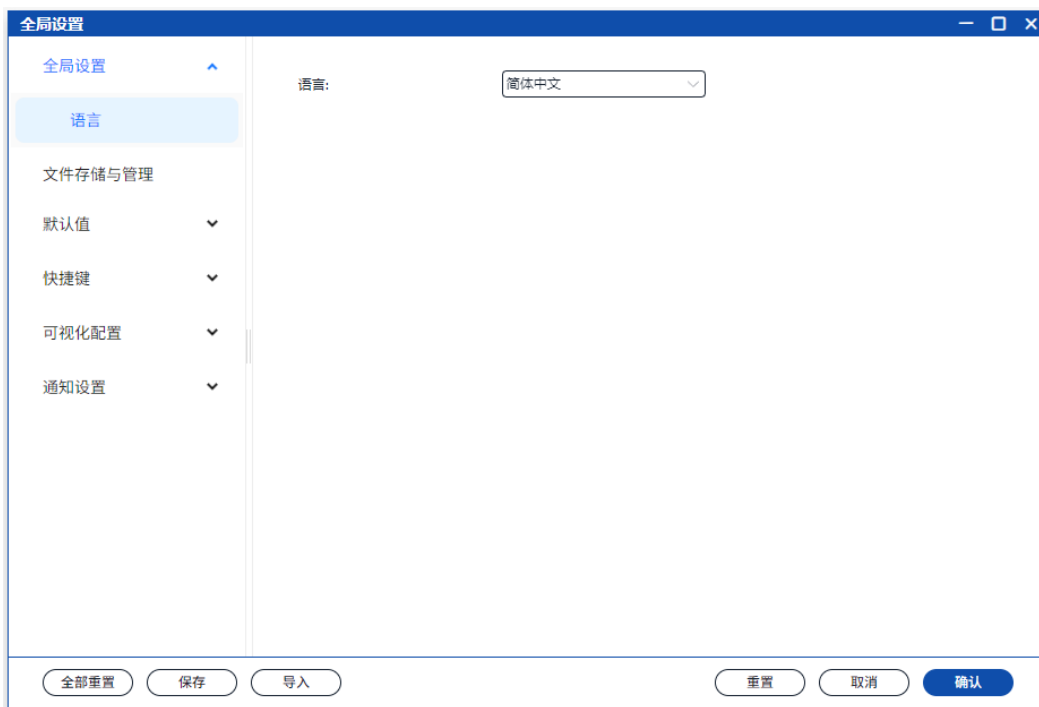 全局设置
全局设置
语言
文件存储与管理
默认值
快捷键
可视化配置
通知设置
语言:
简体中文
全部重置
保存
导入
重置
取消
确认